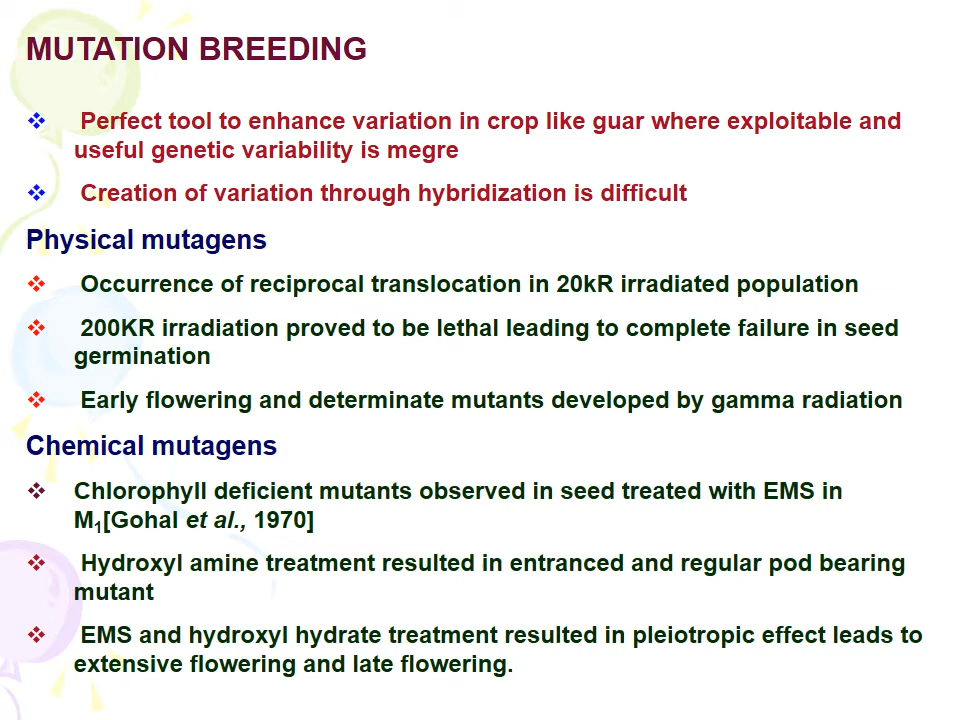 MUTATION BREEDING
Perfect tool to enhance variation in crop like guar where exploitable and
useful genetic variability is megre
Creation of variation through hybridization is difficult
Physical mutagens
Occurrence of reciprocal translocation in 20kR irradiated population
200KR irradiation proved to be lethal leading to complete failure in seed
germination
Early flowering and determinate mutants developed by gamma radiation
Chemical mutagens
Chlorophyll deficient mutants observed in seed treated with EMS in
M1[Gohal et al., 1970]
Hydroxyl amine treatment resulted in entranced and regular pod bearing
mutant
EMS and hydroxyl hydrate treatment resulted in pleiotropic effect leads to
extensive flowering and late flowering.